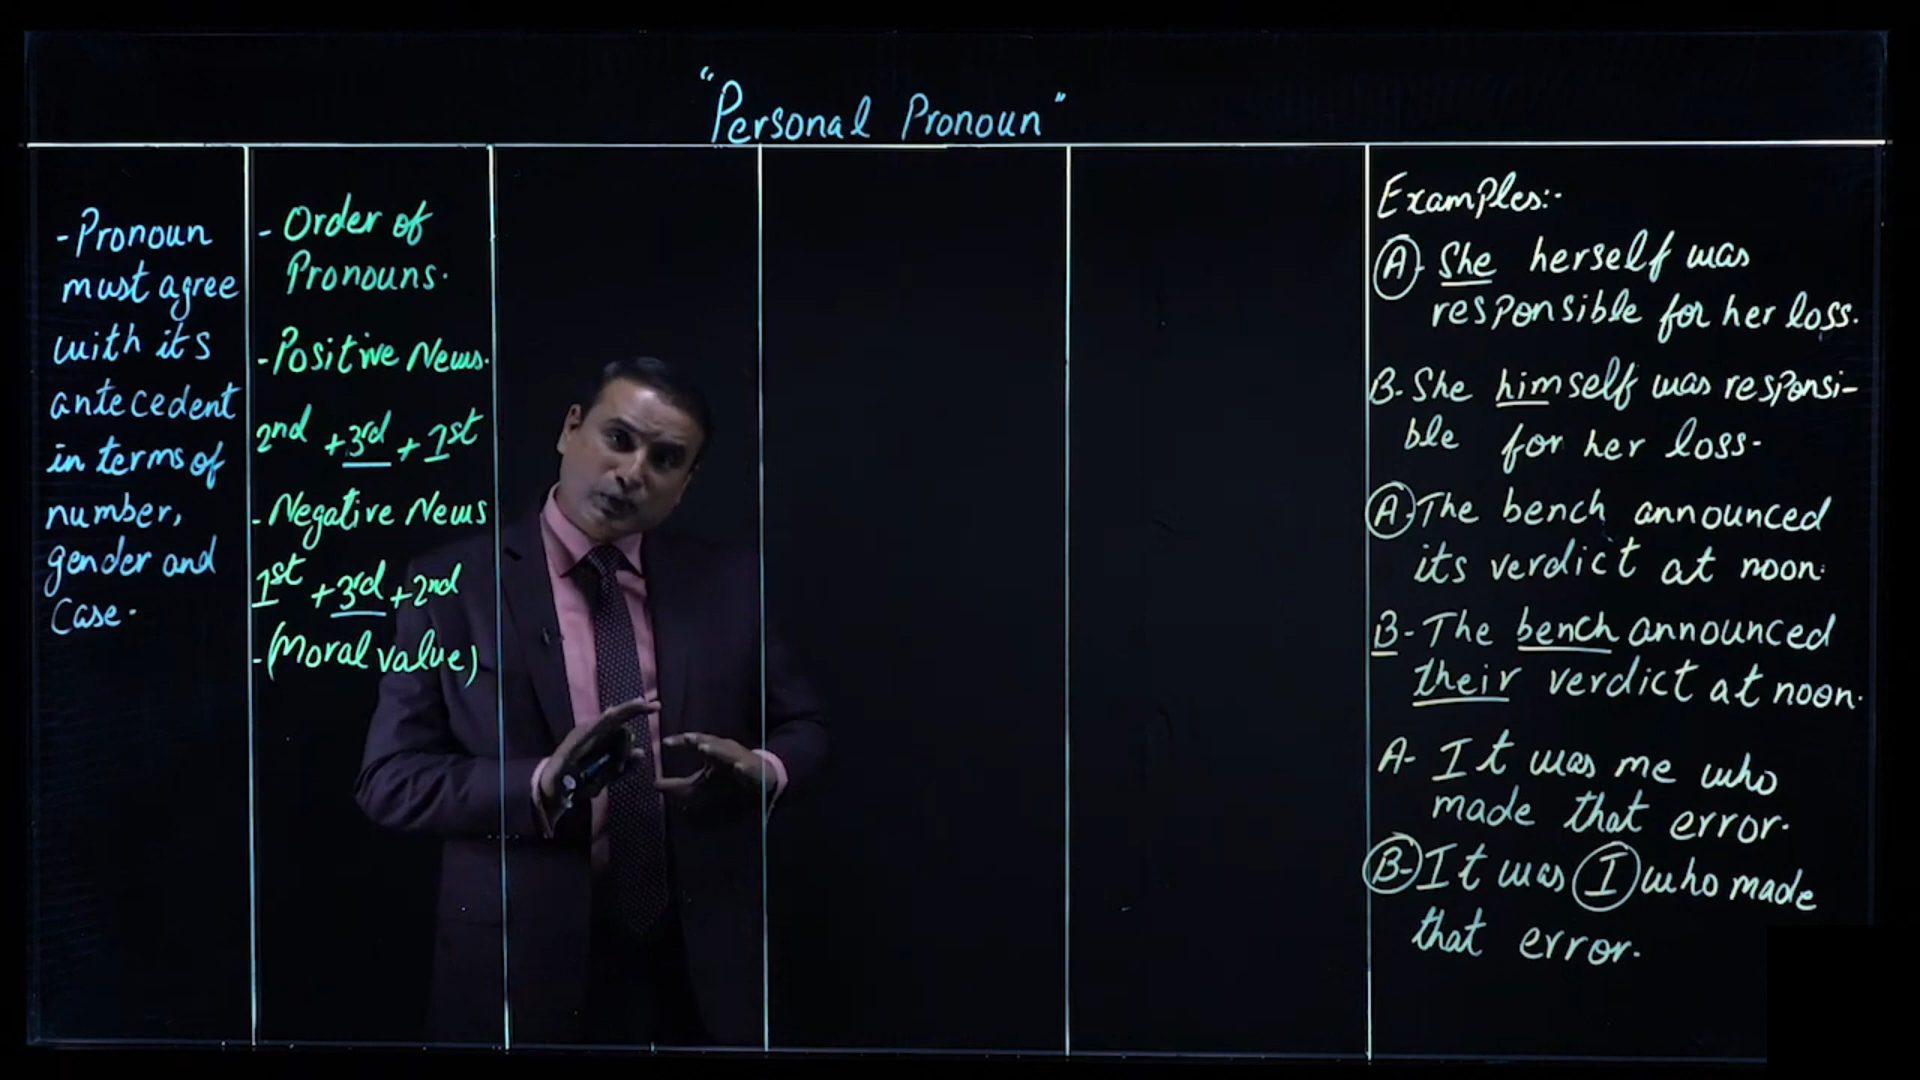 "Personal Pronoun"
- Pronoun
must agree
with its
antecedent
in terms of
number,
gender and
Case.
- Order of
Pronouns.
- Positive News.
2nd + 3rd + 1st
- Negative News
1st + 3rd + 2nd
- (Moral value)
Examples:-
A- She herself was
responsible for her loss.
B. She himself was responsi-
ble for her loss.
A. The bench announced
its verdict at noon.
B- The bench announced
their verdict at noon.
A- It was me who
made that error.
B- It was I who made
that error.